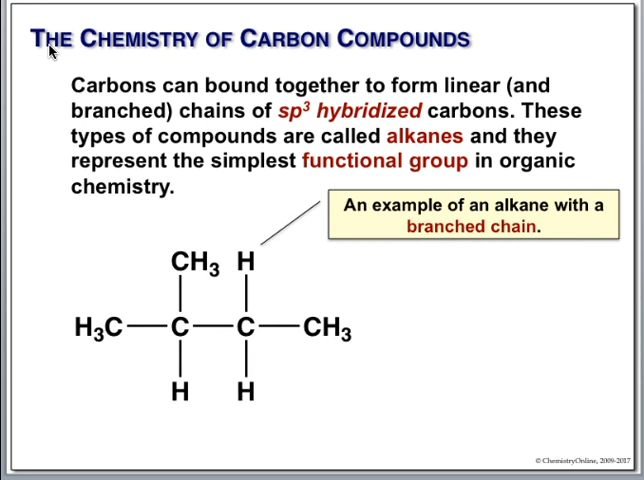 THE CHEMISTRY OF CARBON COMPOUNDS
Carbons can bound together to form linear (and
branched) chains of sp³ hybridized carbons. These
types of compounds are called alkanes and they
represent the simplest functional group in organic
chemistry.
An example of an alkane with a
branched chain.
CH₃ H
H₃C C C CH₃
H H
© ChemistryOnline, 2009-2017